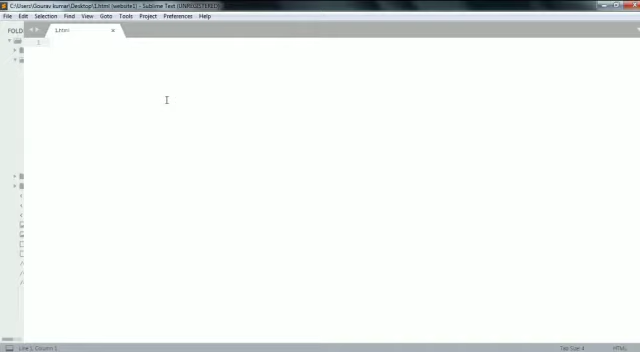 C:\Users\Gourav kumar\Desktop\1.html (website1) - Sublime Text (UNREGISTERED)
File Edit Selection Find View Goto Tools Project Preferences Help
FOLD
1.html
1
Line 1, Column 1
Tab Size: 4
HTML